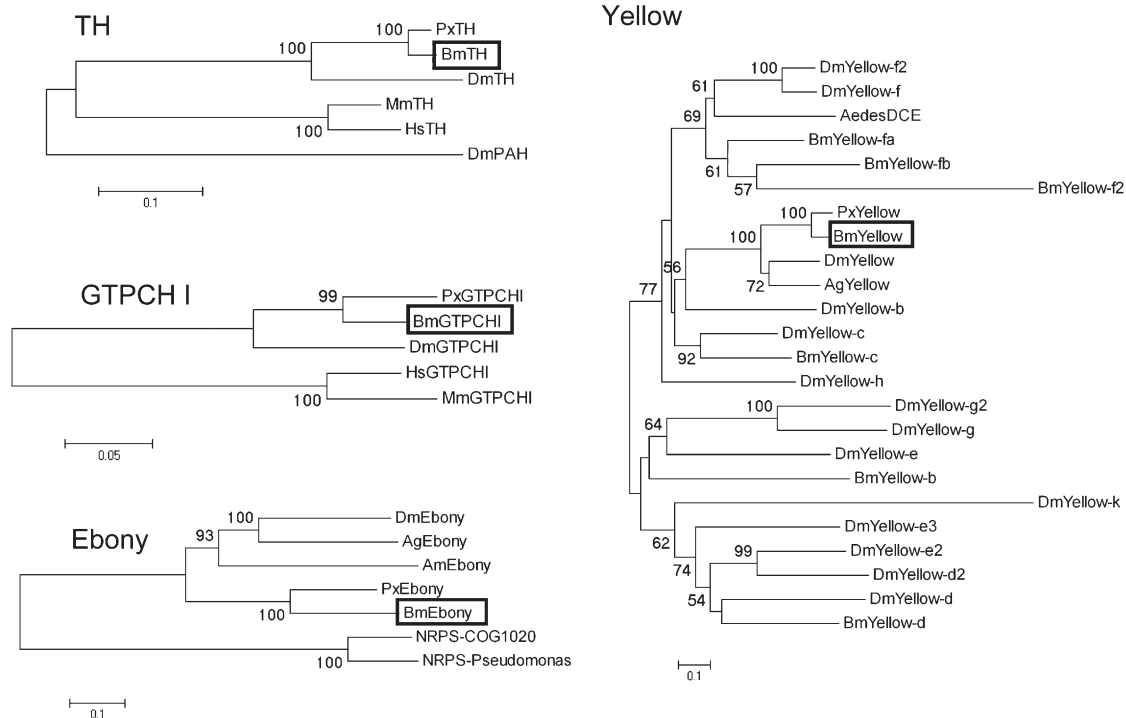 TH
100
PxTH
BmTH
100
DmTH
MmTH
HsTH
100
DmPAH
0.1
GTPCH I
99
PxGTPCHI
BmGTPCHI
DmGTPCHI
HsGTPCHI
100
MmGTPCHI
0.05
Ebony
100
DmEbony
93
AgEbony
AmEbony
PxEbony
100
BmEbony
NRPS-COG1020
100
NRPS-Pseudomonas
0.1
Yellow
100
DmYellow-f2
61
DmYellow-f
AedesDCE
69
BmYellow-fa
61
BmYellow-fb
57
BmYellow-f2
100
PxYellow
100
BmYellow
56
DmYellow
77
72
AgYellow
DmYellow-b
DmYellow-c
92
BmYellow-c
DmYellow-h
100
DmYellow-g2
64
DmYellow-g
DmYellow-e
BmYellow-b
DmYellow-k
62
DmYellow-e3
99
DmYellow-e2
74
DmYellow-d2
54
DmYellow-d
BmYellow-d
0.1